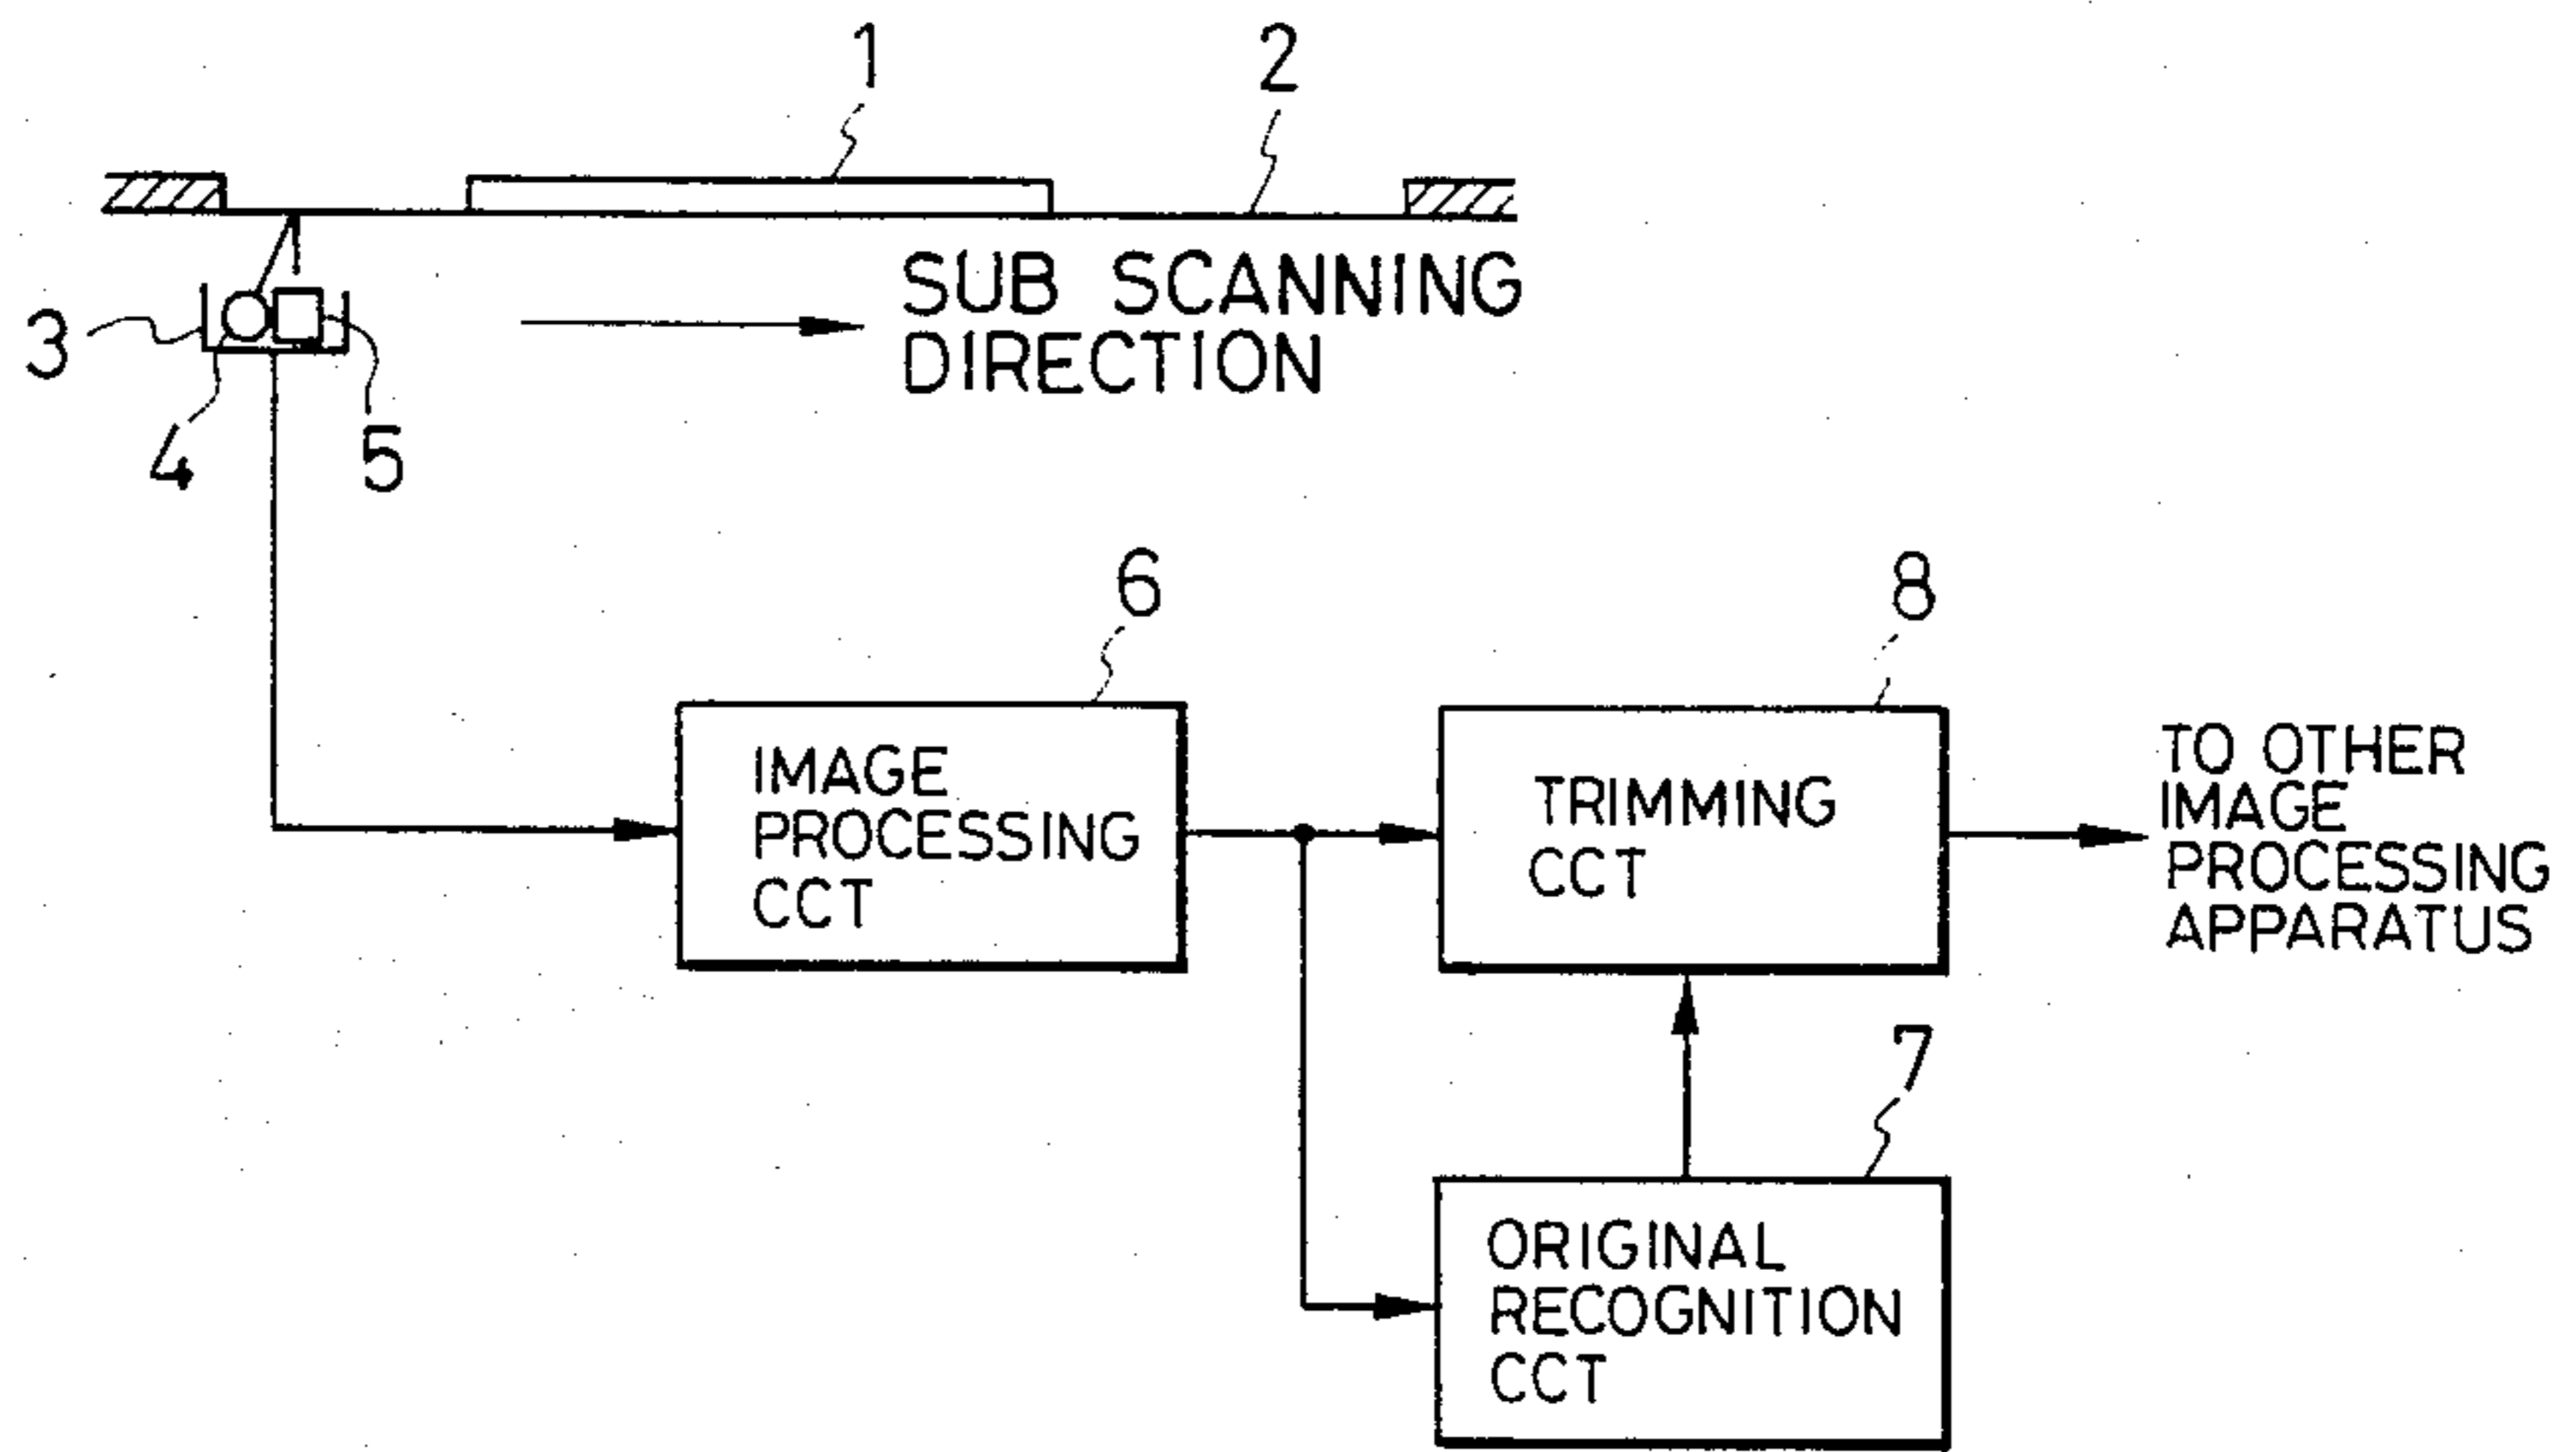 1
2
SUB SCANNING
DIRECTION
3
4
5
6
8
IMAGE
PROCESSING
CCT
TRIMMING
CCT
TO OTHER
IMAGE
PROCESSING
APPARATUS
7
ORIGINAL
RECOGNITION
CCT